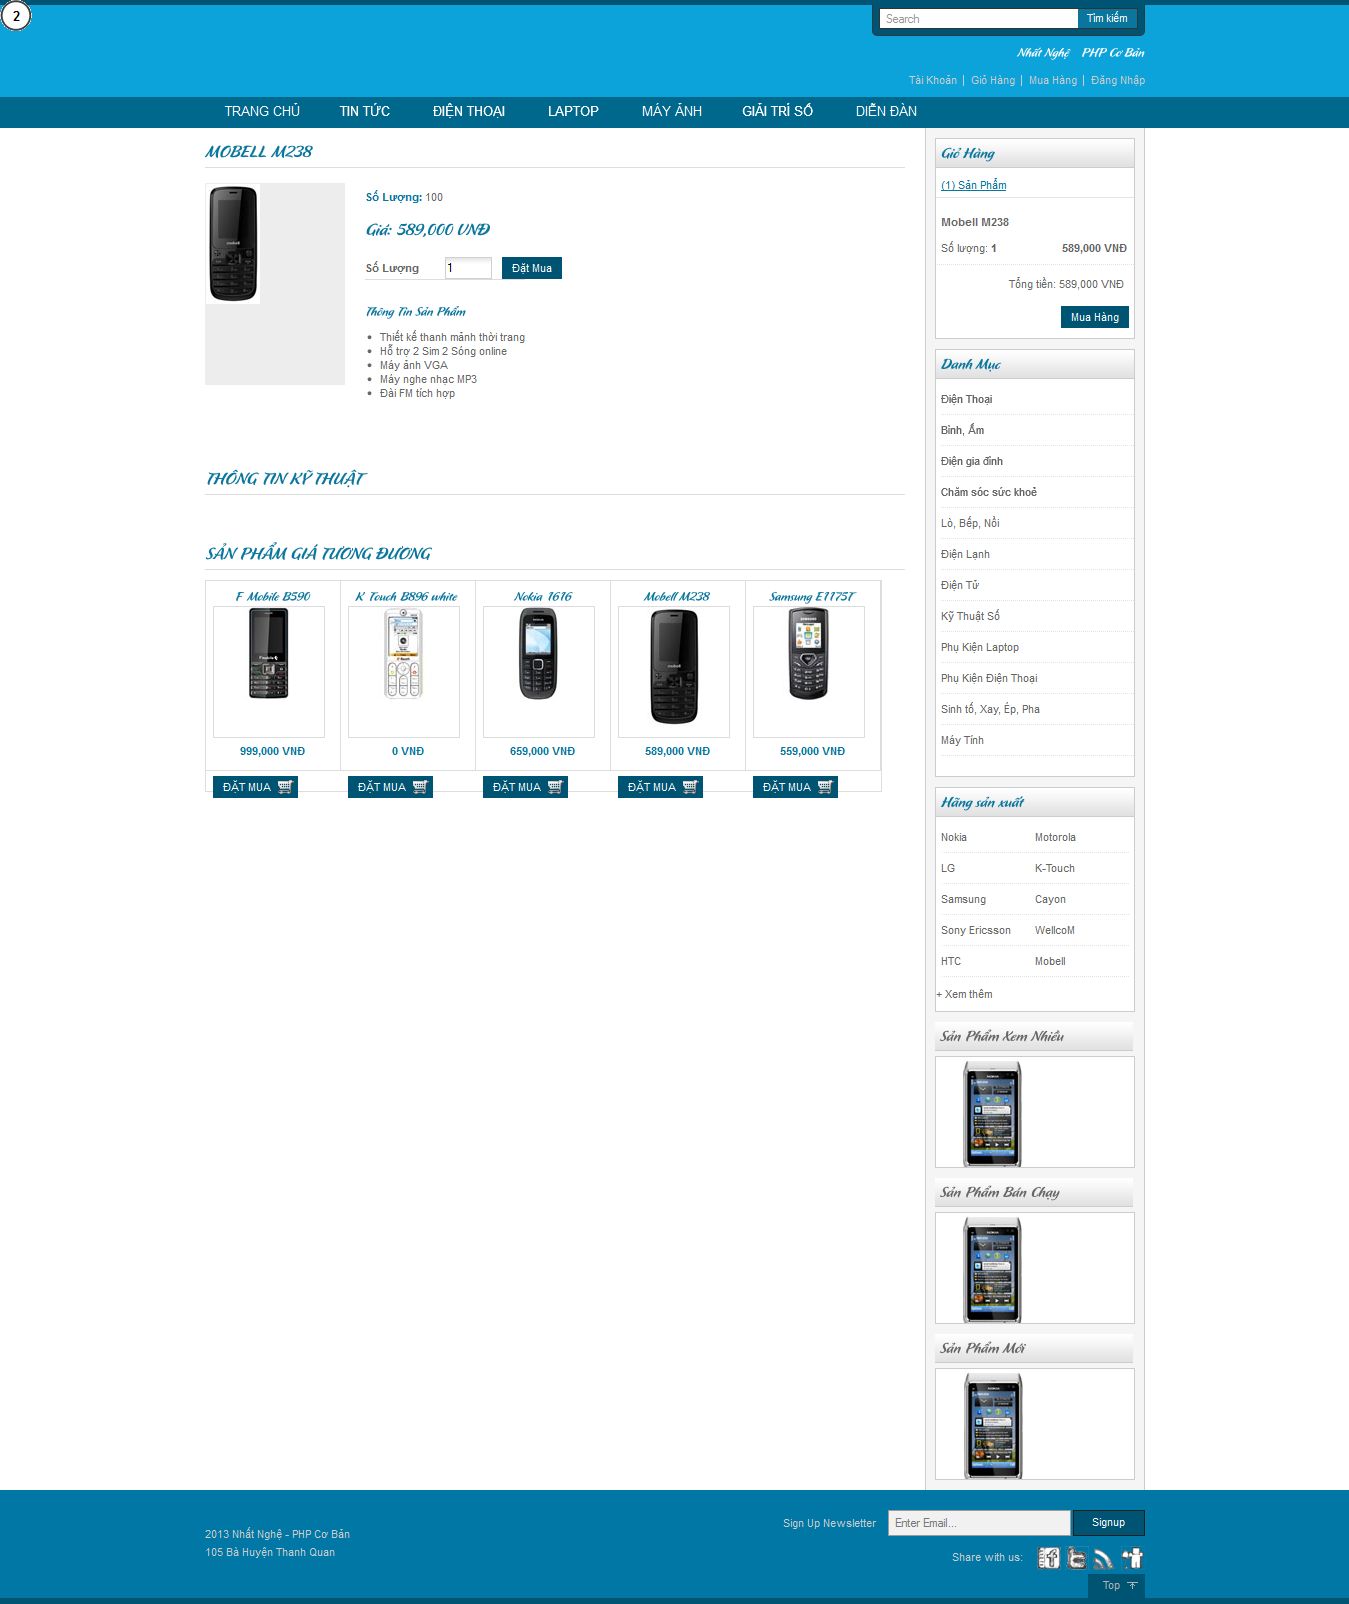 2
Search
Tìm kiếm
Nhất Nghệ PHP Cơ Bản
Tài Khoản | Giỏ Hàng | Mua Hàng | Đăng Nhập
TRANG CHỦ TIN TỨC ĐIỆN THOẠI LAPTOP MÁY ẢNH GIẢI TRÍ SỐ DIỄN ĐÀN
MOBELL M238
Số Lượng: 100
Giá: 589,000 VNĐ
Số Lượng 1 Đặt Mua
Thông Tin Sản Phẩm
Thiết kế thanh mảnh thời trang
Hỗ trợ 2 Sim 2 Sóng online
Máy ảnh VGA
Máy nghe nhạc MP3
Đài FM tích hợp
THÔNG TIN KỸ THUẬT
SẢN PHẨM GIÁ TƯƠNG ĐƯƠNG
F Mobile B590 K Touch B896 white Nokia 1616 Mobell M238 Samsung E1175T
999,000 VNĐ 0 VNĐ 659,000 VNĐ 589,000 VNĐ 559,000 VNĐ
ĐẶT MUA ĐẶT MUA ĐẶT MUA ĐẶT MUA ĐẶT MUA
Giỏ Hàng
(1) Sản Phẩm
Mobell M238
Số lượng: 1 589,000 VNĐ
Tổng tiền: 589,000 VNĐ
Mua Hàng
Danh Mục
Điện Thoại
Bình, Ấm
Điện gia đình
Chăm sóc sức khoẻ
Lò, Bếp, Nồi
Điện Lạnh
Điện Tử
Kỹ Thuật Số
Phụ Kiện Laptop
Phụ Kiện Điện Thoại
Sinh tố, Xay, Ép, Pha
Máy Tính
Hãng sản xuất
Nokia Motorola
LG K-Touch
Samsung Cayon
Sony Ericsson WellcoM
HTC Mobell
+ Xem thêm
Sản Phẩm Xem Nhiều
Sản Phẩm Bán Chạy
Sản Phẩm Mới
2013 Nhất Nghệ - PHP Cơ Bản
105 Bà Huyện Thanh Quan
Sign Up Newsletter Enter Email... Signup
Share with us:
Top